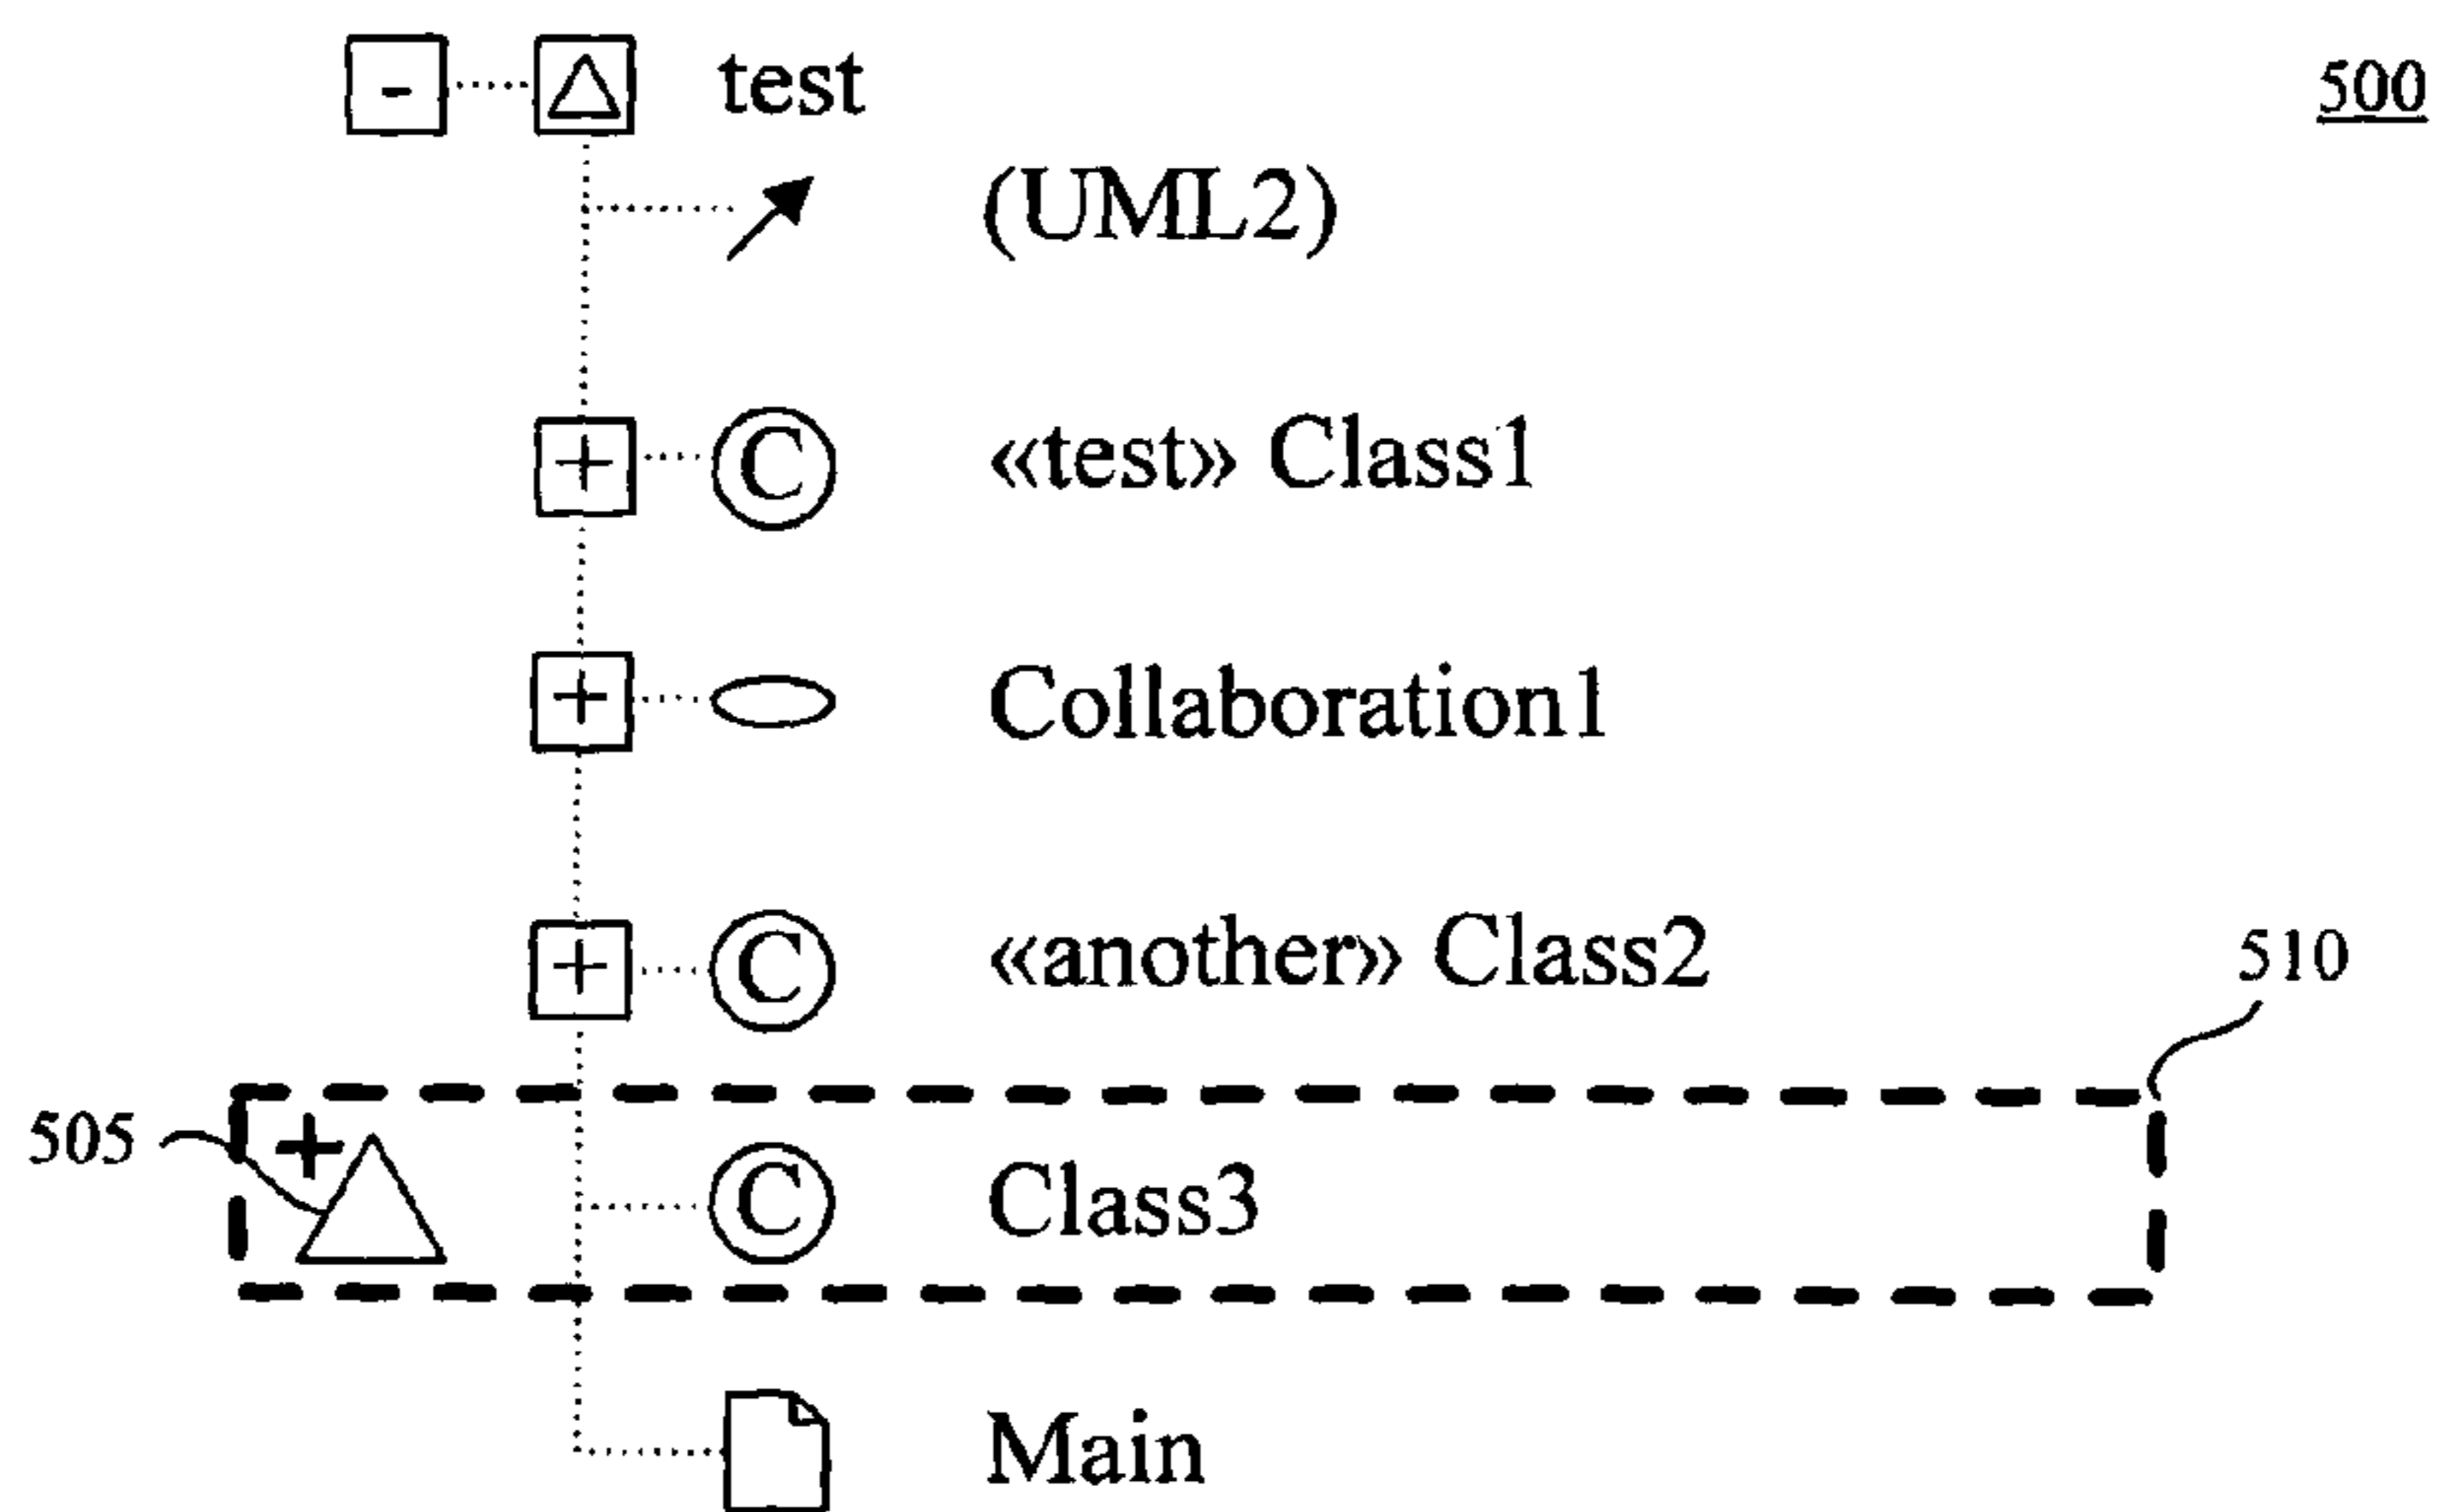 - test 500
(UML2)
+ C «test» Class1
+ Collaboration1
+ C «another» Class2
510
505 + C Class3
Main